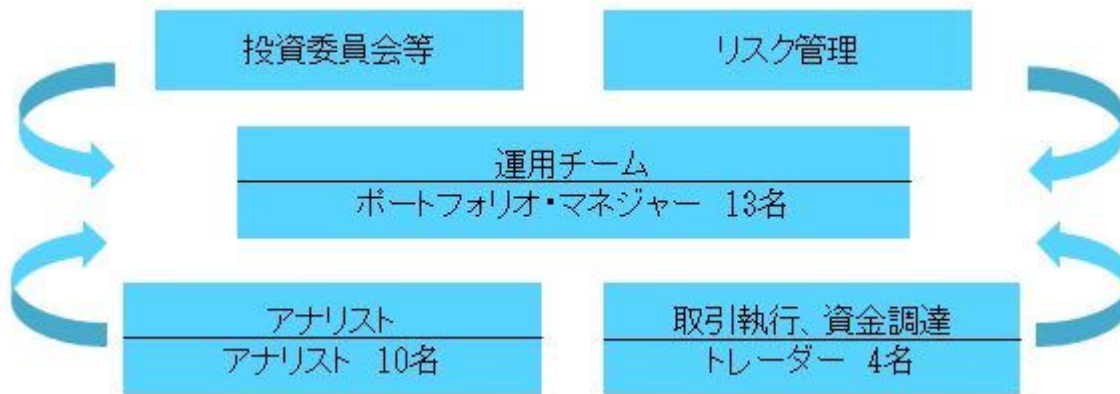 投資委員会等
リスク管理
運用チーム
ポートフォリオ・マネジャー 13名
アナリスト
アナリスト 10名
取引執行、資金調達
トレーダー 4名